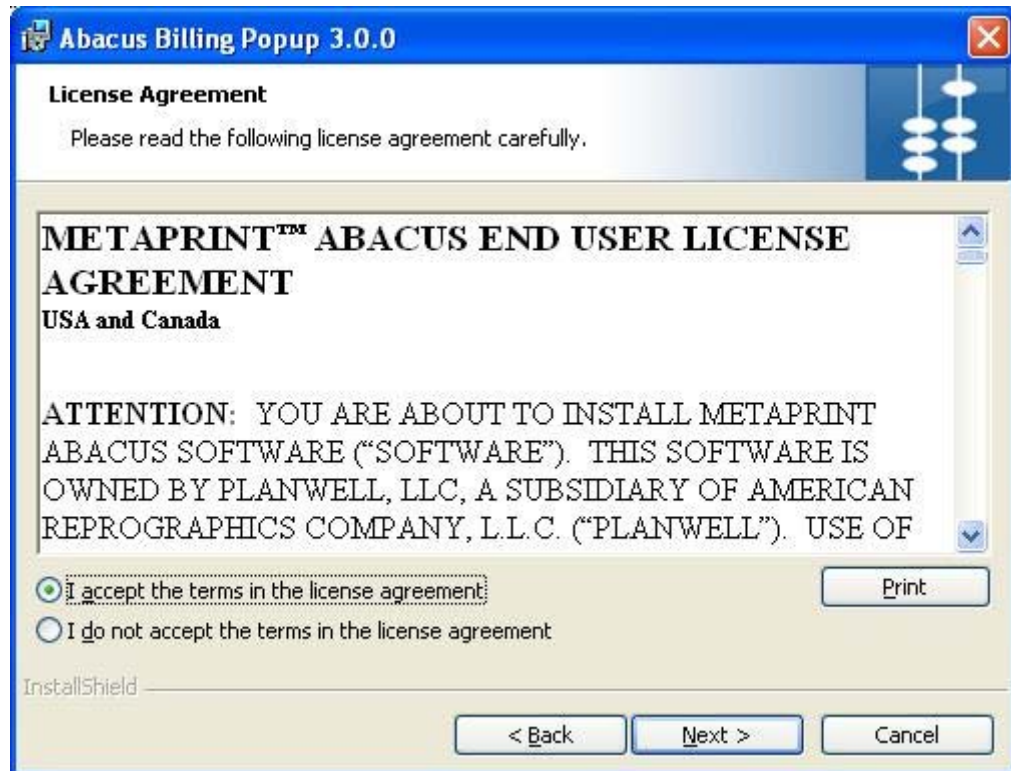 Abacus Billing Popup 3.0.0
License Agreement
Please read the following license agreement carefully.
METAPRINT™ ABACUS END USER LICENSE
AGREEMENT
USA and Canada
ATTENTION: YOU ARE ABOUT TO INSTALL METAPRINT
ABACUS SOFTWARE (“SOFTWARE”). THIS SOFTWARE IS
OWNED BY PLANWELL, LLC, A SUBSIDIARY OF AMERICAN
REPROGRAPHICS COMPANY, L.L.C. (“PLANWELL”). USE OF
I accept the terms in the license agreement
Print
I do not accept the terms in the license agreement
InstallShield
< Back Next > Cancel